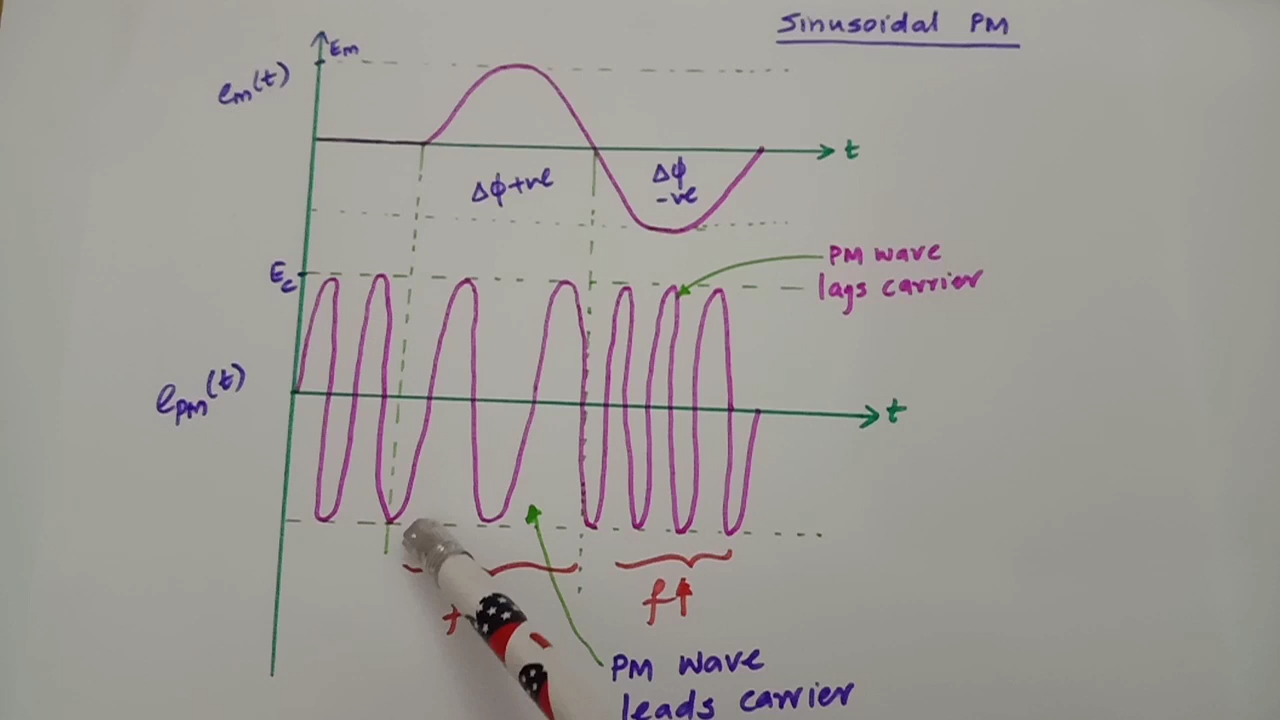 Sinusoidal PM
Em
em(t)
t
Δϕ+ve
Δϕ
-ve
Ec
PM wave
lags carrier
ePM(t)
t
f↑
PM wave
leads carrier